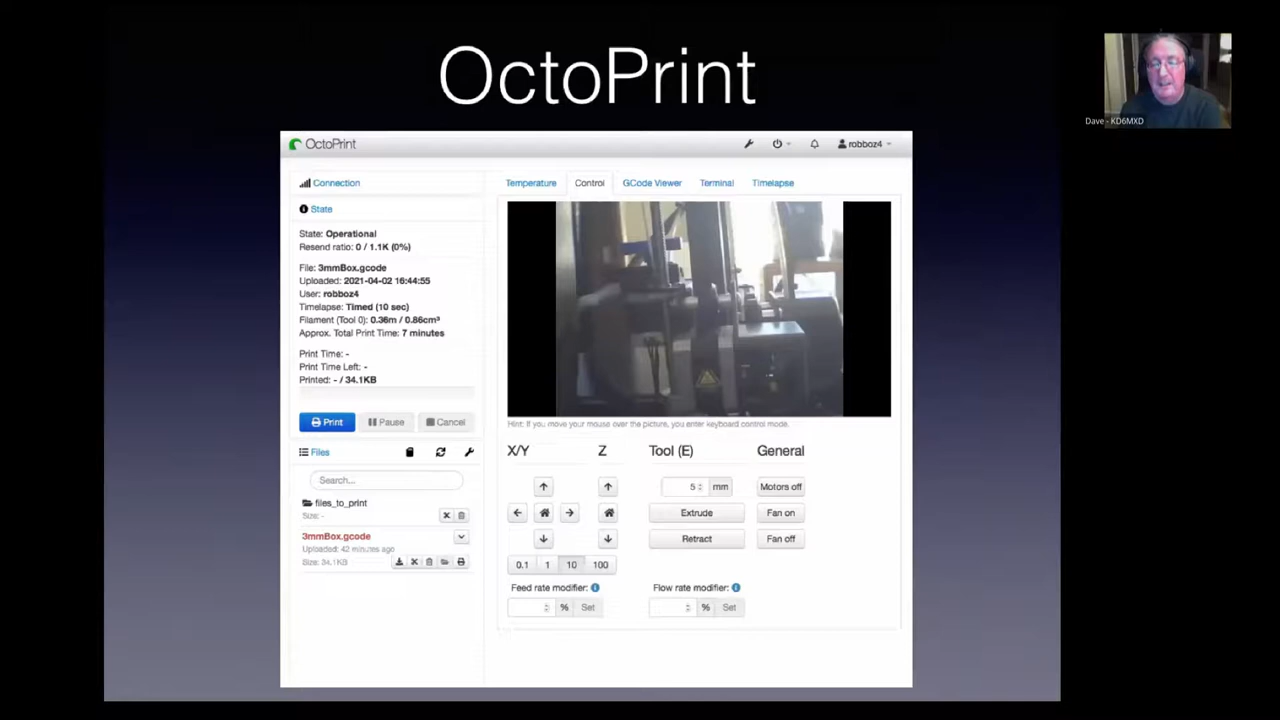 OctoPrint
Dave - KD6MXD
OctoPrint
robboz4
Connection
State
State: Operational
Resend ratio: 0 / 1.1K (0%)
File: 3mmBox.gcode
Uploaded: 2021-04-02 16:44:55
User: robboz4
Timelapse: Timed (10 sec)
Filament (Tool 0): 0.36m / 0.86cm³
Approx. Total Print Time: 7 minutes
Print Time: -
Print Time Left: -
Printed: - / 34.1KB
Print
Pause
Cancel
Files
Search...
files_to_print
Size: -
3mmBox.gcode
Uploaded: 42 minutes ago
Size: 34.1KB
Temperature
Control
GCode Viewer
Terminal
Timelapse
Hint: If you move your mouse over the picture, you enter keyboard control mode.
X/Y
Z
Tool (E)
General
5
mm
Motors off
Extrude
Fan on
Retract
Fan off
0.1
1
10
100
Feed rate modifier:
Flow rate modifier:
%
Set
%
Set